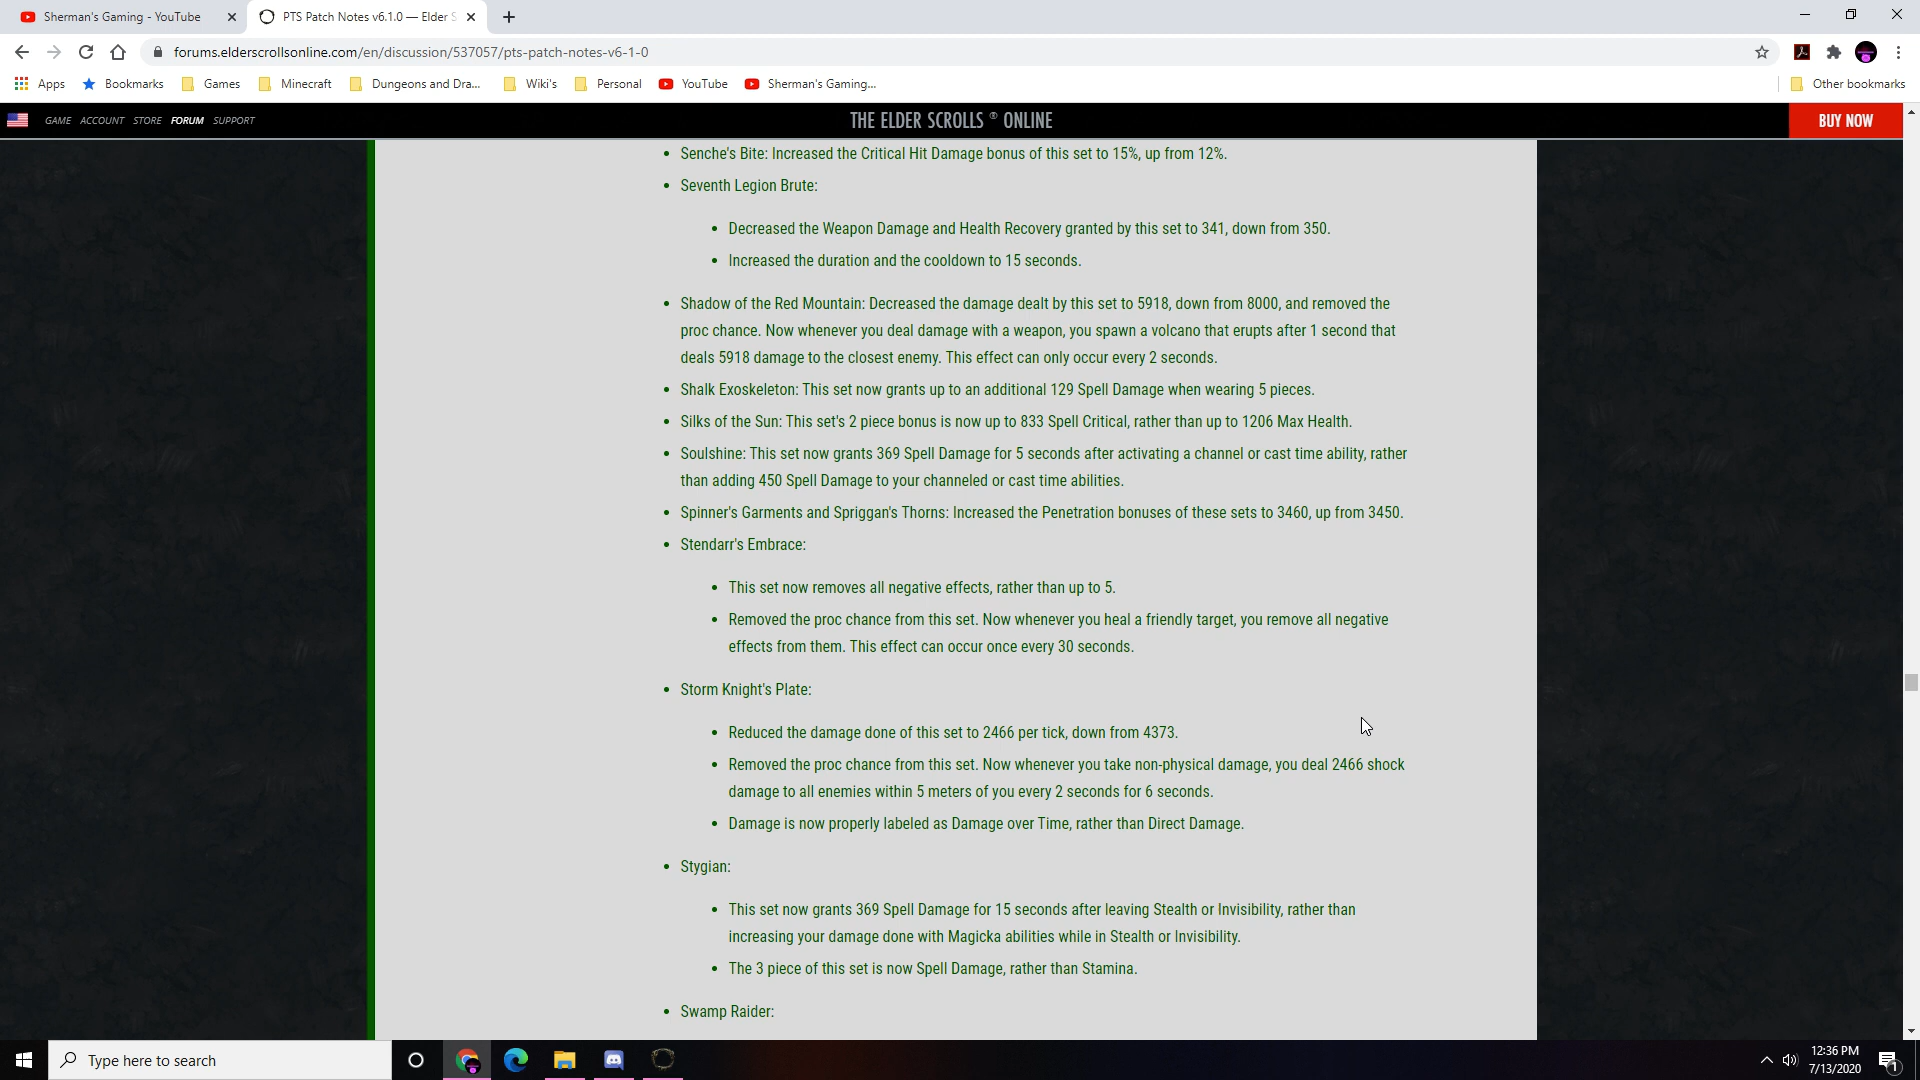 Sherman's Gaming - YouTube
PTS Patch Notes v6.1.0 — Elder S
forums.elderscrollsonline.com/en/discussion/537057/pts-patch-notes-v6-1-0
Apps Bookmarks Games Minecraft Dungeons and Dra... Wiki's Personal YouTube Sherman's Gaming... Other bookmarks
GAME ACCOUNT STORE FORUM SUPPORT THE ELDER SCROLLS ® ONLINE BUY NOW
• Senche's Bite: Increased the Critical Hit Damage bonus of this set to 15%, up from 12%.
• Seventh Legion Brute:
• Decreased the Weapon Damage and Health Recovery granted by this set to 341, down from 350.
• Increased the duration and the cooldown to 15 seconds.
• Shadow of the Red Mountain: Decreased the damage dealt by this set to 5918, down from 8000, and removed the
proc chance. Now whenever you deal damage with a weapon, you spawn a volcano that erupts after 1 second that
deals 5918 damage to the closest enemy. This effect can only occur every 2 seconds.
• Shalk Exoskeleton: This set now grants up to an additional 129 Spell Damage when wearing 5 pieces.
• Silks of the Sun: This set's 2 piece bonus is now up to 833 Spell Critical, rather than up to 1206 Max Health.
• Soulshine: This set now grants 369 Spell Damage for 5 seconds after activating a channel or cast time ability, rather
than adding 450 Spell Damage to your channeled or cast time abilities.
• Spinner's Garments and Spriggan's Thorns: Increased the Penetration bonuses of these sets to 3460, up from 3450.
• Stendarr's Embrace:
• This set now removes all negative effects, rather than up to 5.
• Removed the proc chance from this set. Now whenever you heal a friendly target, you remove all negative
effects from them. This effect can occur once every 30 seconds.
• Storm Knight's Plate:
• Reduced the damage done of this set to 2466 per tick, down from 4373.
• Removed the proc chance from this set. Now whenever you take non-physical damage, you deal 2466 shock
damage to all enemies within 5 meters of you every 2 seconds for 6 seconds.
• Damage is now properly labeled as Damage over Time, rather than Direct Damage.
• Stygian:
• This set now grants 369 Spell Damage for 15 seconds after leaving Stealth or Invisibility, rather than
increasing your damage done with Magicka abilities while in Stealth or Invisibility.
• The 3 piece of this set is now Spell Damage, rather than Stamina.
• Swamp Raider:
Type here to search
12:36 PM
7/13/2020
1